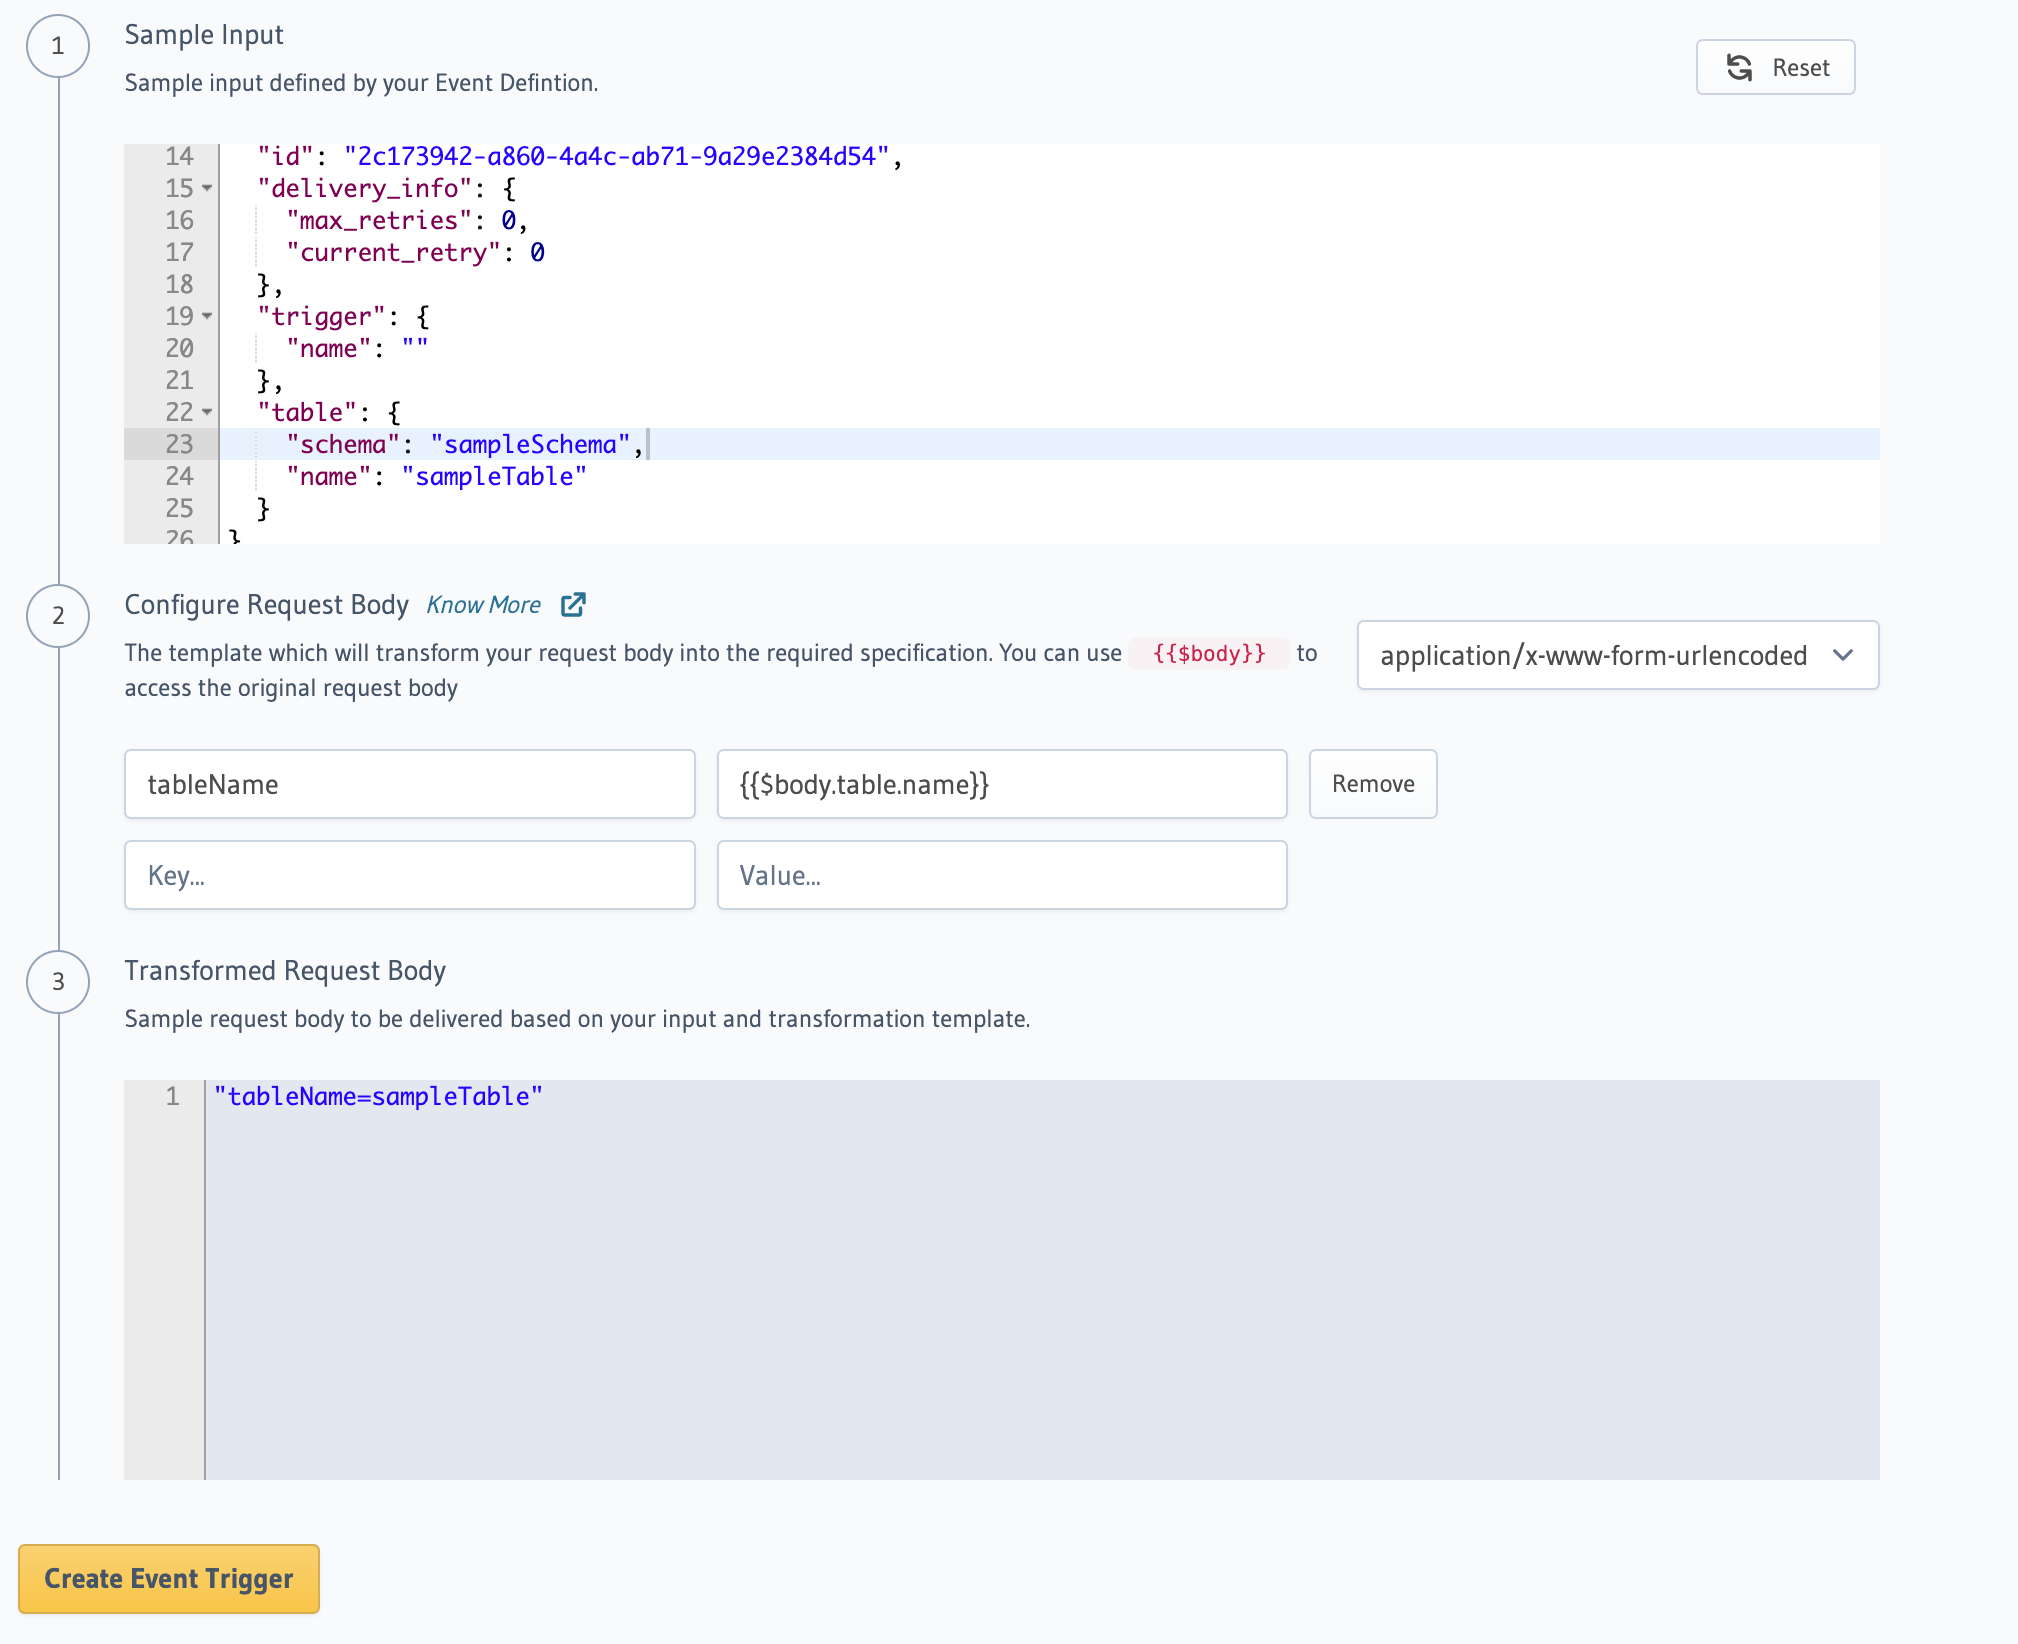 1
Sample Input
Sample input defined by your Event Defintion.
Reset
14 "id": "2c173942-a860-4a4c-ab71-9a29e2384d54",
15 "delivery_info": {
16 "max_retries": 0,
17 "current_retry": 0
18 },
19 "trigger": {
20 "name": ""
21 },
22 "table": {
23 "schema": "sampleSchema",
24 "name": "sampleTable"
25 }
26 }
2
Configure Request Body Know More
The template which will transform your request body into the required specification. You can use {{$body}} to
access the original request body
application/x-www-form-urlencoded
tableName {{$body.table.name}} Remove
Key... Value...
3
Transformed Request Body
Sample request body to be delivered based on your input and transformation template.
1 "tableName=sampleTable"
Create Event Trigger